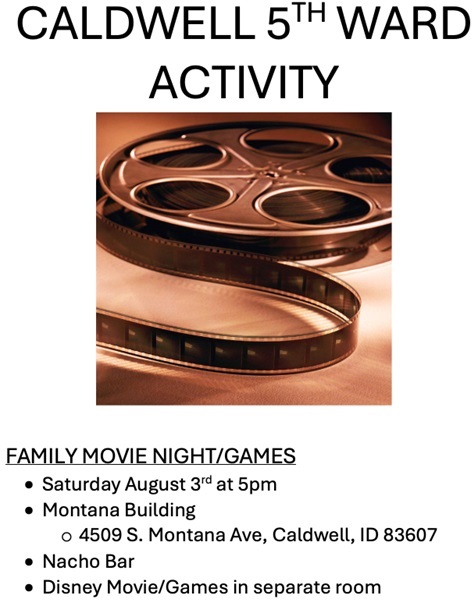 CALDWELL 5TH WARD
ACTIVITY
FAMILY MOVIE NIGHT/GAMES
• Saturday August 3rd at 5pm
• Montana Building
o 4509 S. Montana Ave, Caldwell, ID 83607
• Nacho Bar
• Disney Movie/Games in separate room